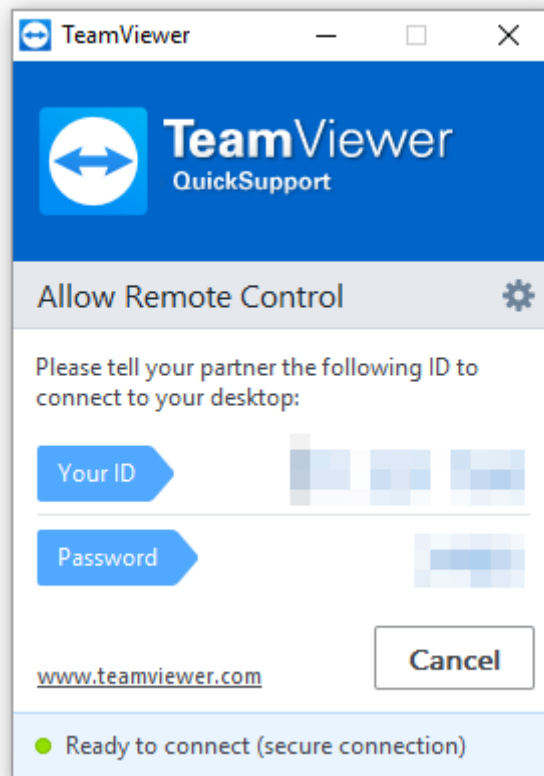 TeamViewer
TeamViewer
QuickSupport
Allow Remote Control
Please tell your partner the following ID to
connect to your desktop:
Your ID
Password
www.teamviewer.com
Cancel
Ready to connect (secure connection)